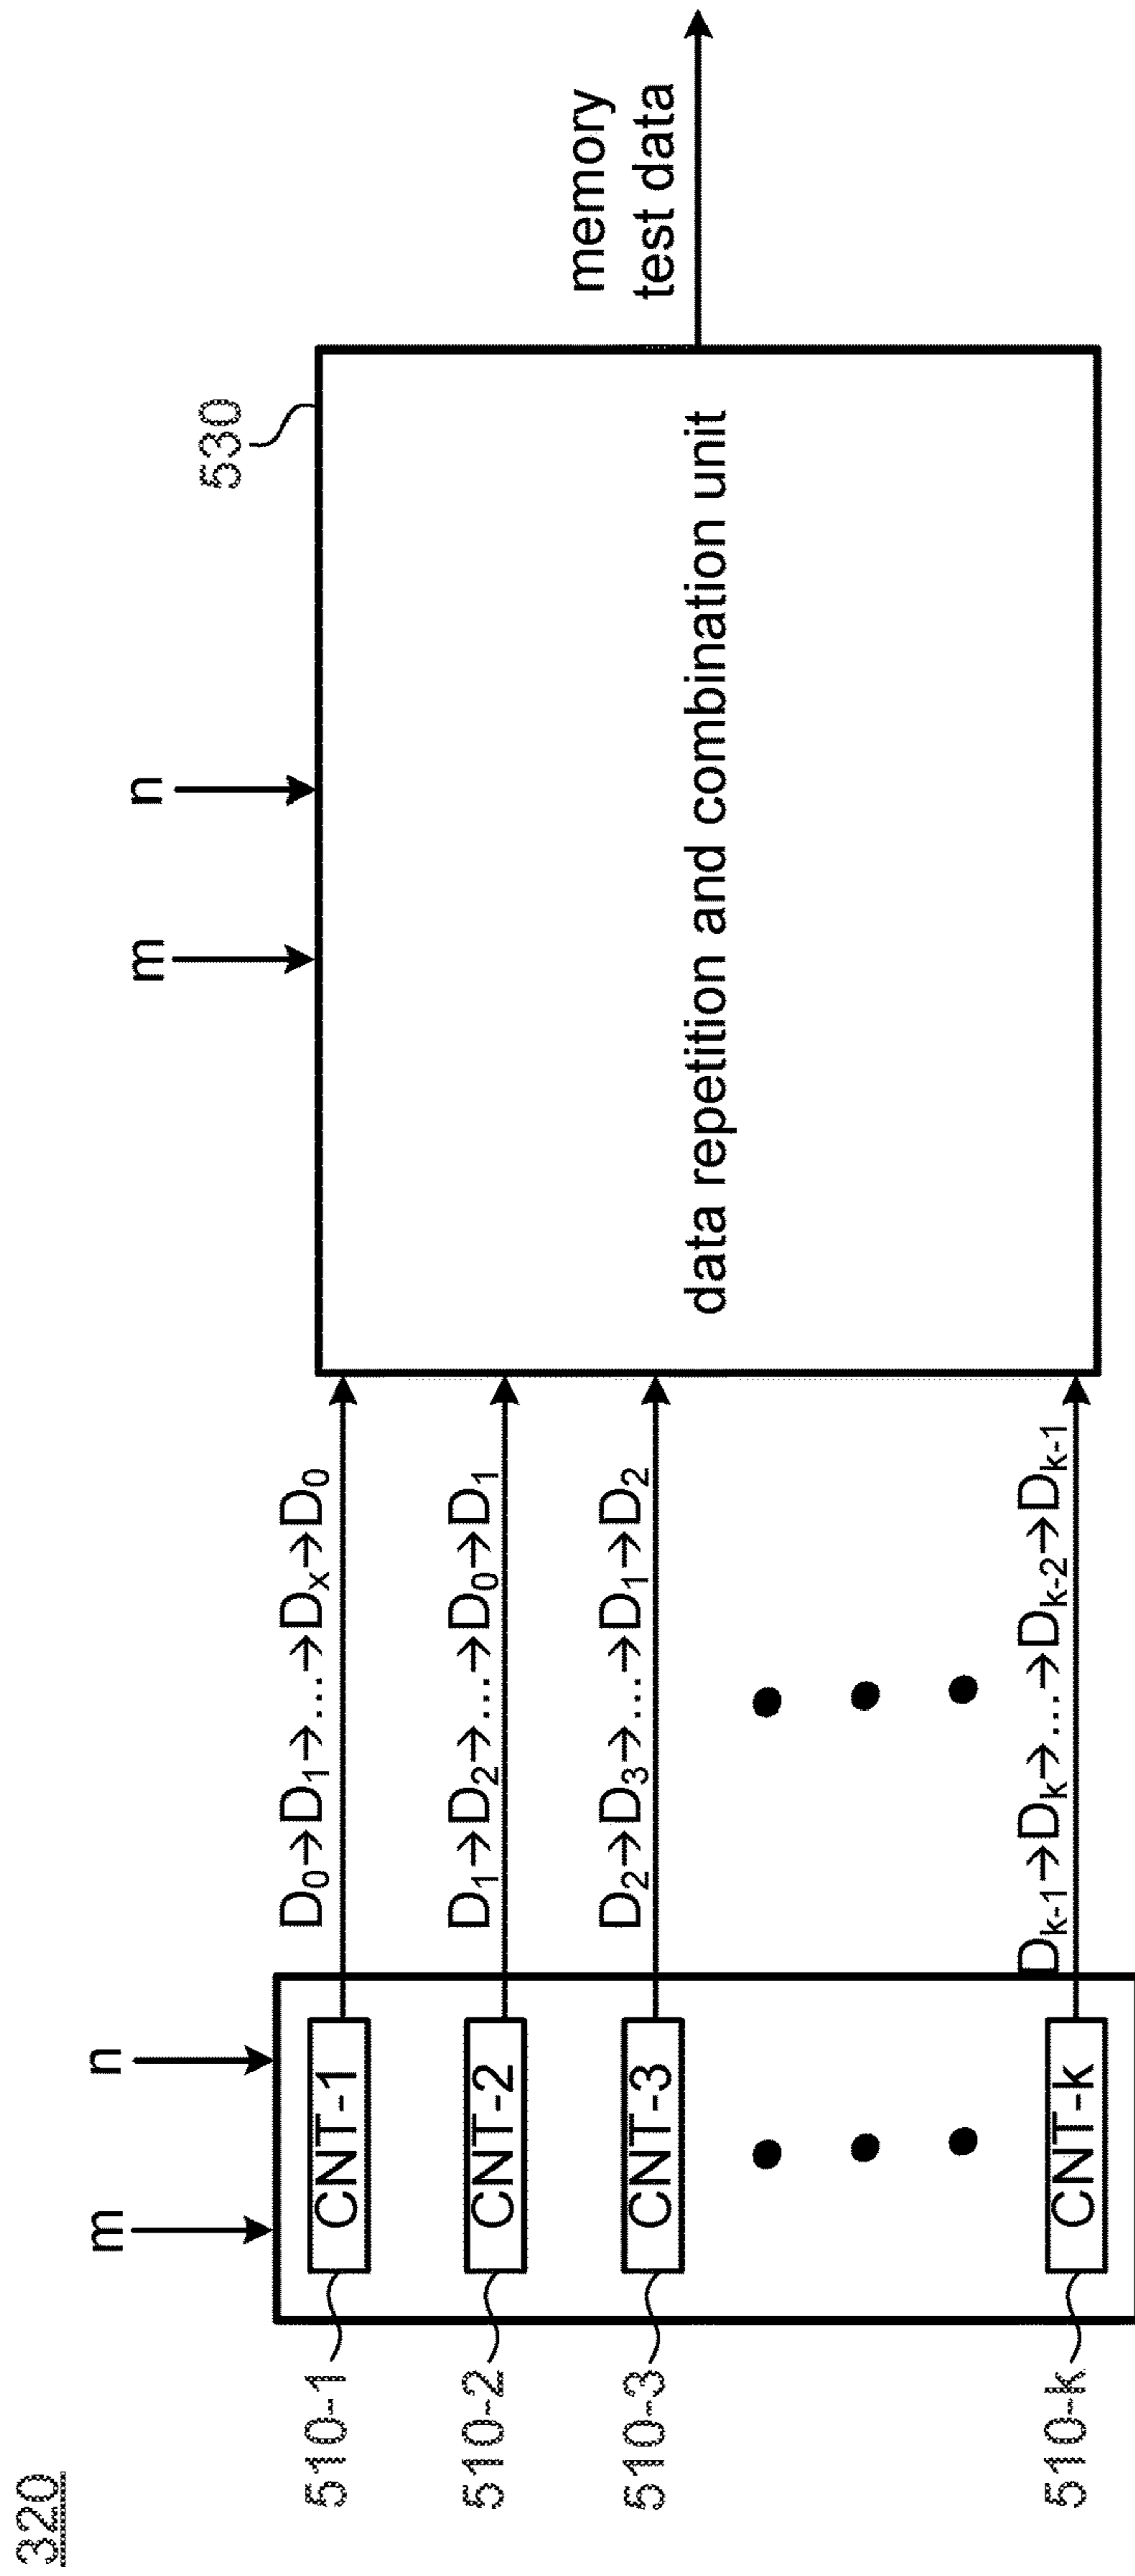 320
m
n
510-1
CNT-1
D₀→D₁→...→Dₓ→D₀
510-2
CNT-2
D₁→D₂→...→D₀→D₁
510-3
CNT-3
D₂→D₃→...→D₁→D₂
510-k
CNT-k
Dₖ₋₁→Dₖ→...→Dₖ₋₂→Dₖ₋₁
m
n
530
data repetition and combination unit
memory
test data